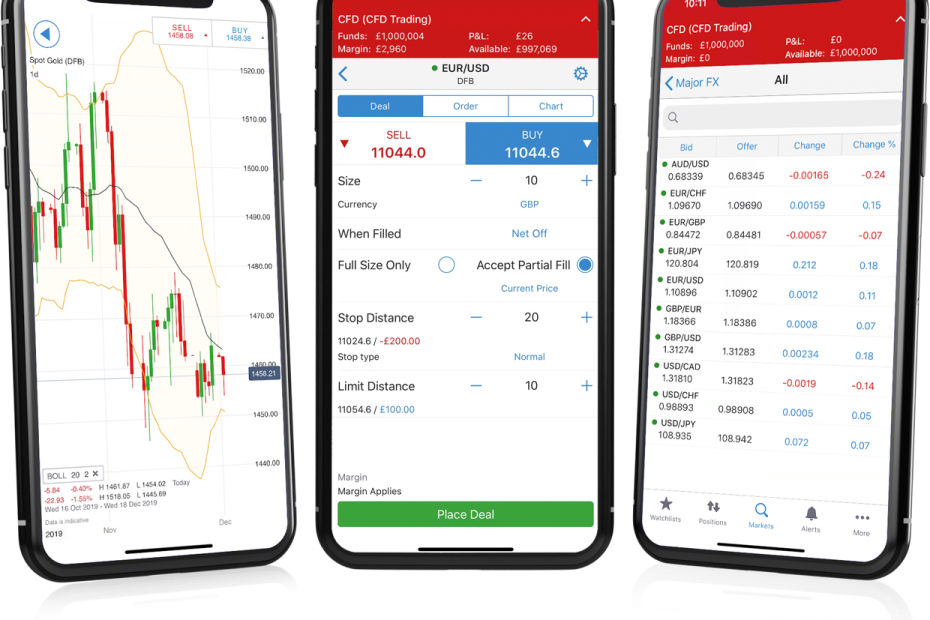 SELL
1458.08
BUY
1458.38
Spot Gold (DFB)
1d
1520.00
1510.00
1500.00
1490.00
1480.00
1470.00
1460.00
1458.21
1450.00
1440.00
BOLL 20 2 ✕
-5.84 -0.40% H 1461.87 L 1454.02 Today
-22.93 -1.55% H 1518.05 L 1445.69
Wed 16 Oct 2019 - Wed 18 Dec 2019
Data is indicative
2019 Nov Dec
CFD (CFD Trading)
Funds: £1,000,004 P&L: £26
Margin: £2,960 Available: £997,069
EUR/USD
DFB
Deal Order Chart
SELL
11044.0
BUY
11044.6
Size − 10 +
Currency GBP
When Filled Net Off
Full Size Only Accept Partial Fill
Current Price
Stop Distance − 20 +
11024.6 / -£200.00
Stop type Normal
Limit Distance − 10 +
11054.6 / £100.00
Margin
Margin Applies
Place Deal
10:11
CFD (CFD Trading)
Funds: £1,000,000 P&L: £0
Margin: £0 Available: £1,000,000
Major FX All
Bid Offer Change Change %
AUD/USD
0.68339 0.68345 -0.00165 -0.24
EUR/CHF
1.09670 1.09690 0.00159 0.15
EUR/GBP
0.84472 0.84481 -0.00057 -0.07
EUR/JPY
120.804 120.819 0.212 0.18
EUR/USD
1.10896 1.10902 0.0012 0.11
GBP/EUR
1.18366 1.18386 0.0008 0.07
GBP/USD
1.31274 1.31283 0.00234 0.18
USD/CAD
1.31810 1.31823 -0.0019 -0.14
USD/CHF
0.98893 0.98908 0.0005 0.05
USD/JPY
108.935 108.942 0.072 0.07
Watchlists Positions Markets Alerts More